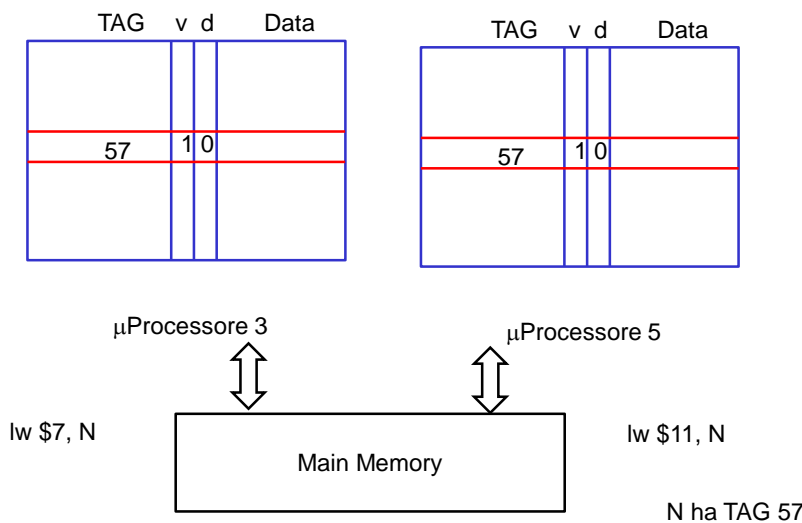 TAG v d Data
57 1 0
TAG v d Data
57 1 0
μProcessore 3
μProcessore 5
lw $7, N
Main Memory
lw $11, N
N ha TAG 57